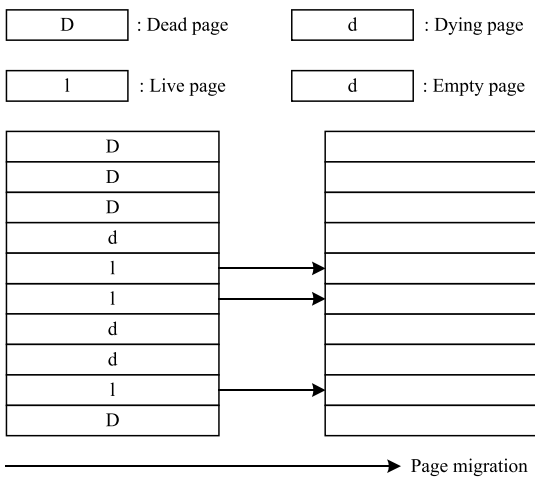 D : Dead page d : Dying page
l : Live page d : Empty page
D
D
D
d
l
l
d
d
l
D
Page migration